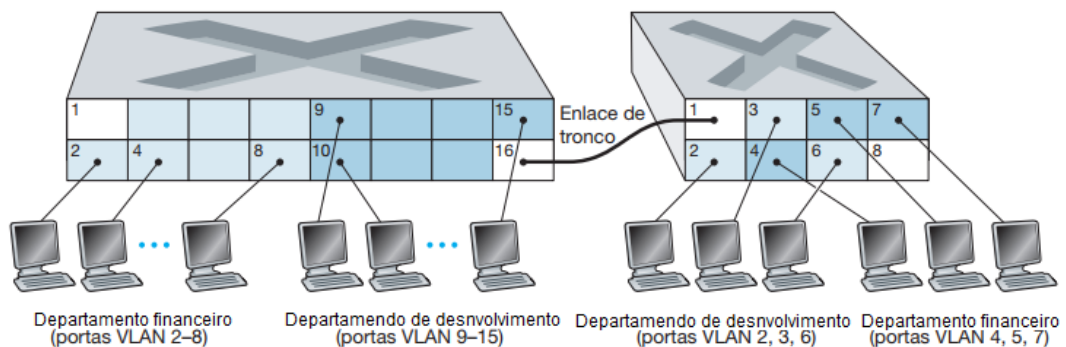 1 9 15
2 4 8 10 16
Enlace de
tronco
1 3 5 7
2 4 6 8
Departamento financeiro
(portas VLAN 2–8)
Departamendo de desnvolvimento
(portas VLAN 9–15)
Departamendo de desnvolvimento
(portas VLAN 2, 3, 6)
Departamento financeiro
(portas VLAN 4, 5, 7)